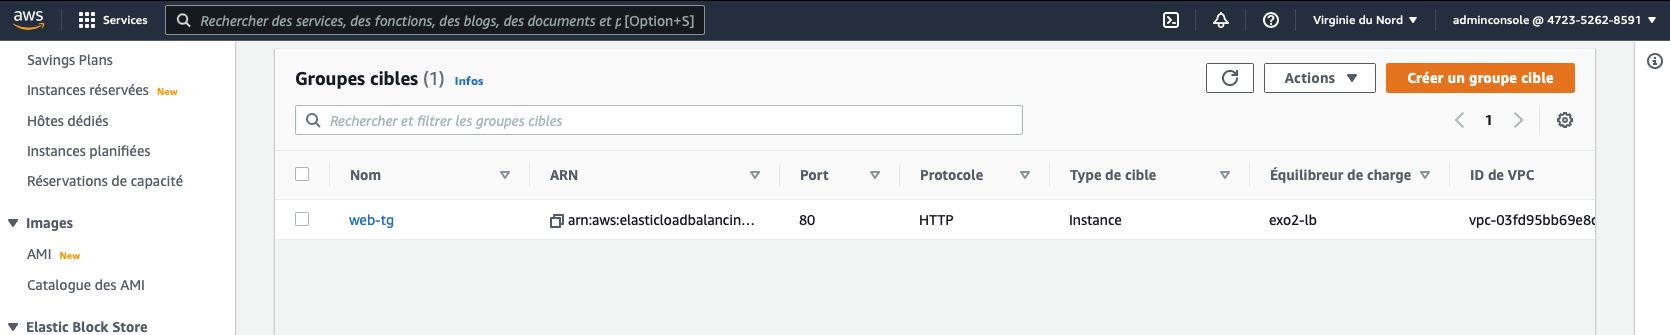 aws Services Rechercher des services, des fonctions, des blogs, des documents et p [Option+S] Virginie du Nord adminconsole @ 4723-5262-8591
Savings Plans
Instances réservées New
Hôtes dédiés
Instances planifiées
Réservations de capacité
Images
AMI New
Catalogue des AMI
Elastic Block Store
Groupes cibles (1) Infos
Actions
Créer un groupe cible
Rechercher et filtrer les groupes cibles
1
Nom ARN Port Protocole Type de cible Équilibreur de charge ID de VPC
web-tg arn:aws:elasticloadbalancin... 80 HTTP Instance exo2-lb vpc-03fd95bb69e8c